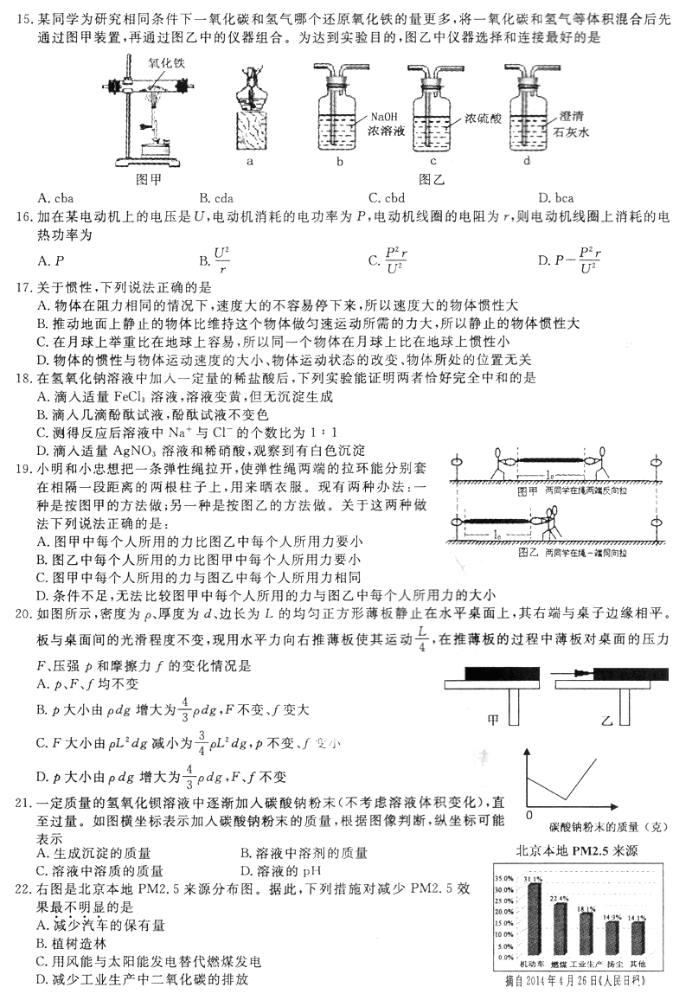 15. 某同学为研究相同条件下一氧化碳和氢气哪个还原氧化铁的量更多,将一氧化碳和氢气等体积混合后先
通过图甲装置,再通过图乙中的仪器组合。为达到实验目的,图乙中仪器选择和连接最好的是
氧化铁
NaOH
浓溶液
浓硫酸
澄清
石灰水
a
b
c
d
图甲
图乙
A. cba B. cda C. cbd D. bca
16. 加在某电动机上的电压是U,电动机消耗的电功率为 P,电动机线圈的电阻为 r,则电动机线圈上消耗的电
热功率为
A. P B. U²/r C. P²r/U² D. P−P²r/U²
17. 关于惯性,下列说法正确的是
A. 物体在阻力相同的情况下,速度大的不容易停下来,所以速度大的物体惯性大
B. 推动地面上静止的物体比维持这个物体做匀速运动所需的力大,所以静止的物体惯性大
C. 在月球上举重比在地球上容易,所以同一个物体在月球上比在地球上惯性小
D. 物体的惯性与物体运动速度的大小、物体运动状态的改变、物体所处的位置无关
18. 在氢氧化钠溶液中加入一定量的稀盐酸后,下列实验能证明两者恰好完全中和的是
A. 滴入适量 FeCl₃ 溶液,溶液变黄,但无沉淀生成
B. 滴入几滴酚酞试液,酚酞试液不变色
C. 测得反应后溶液中 Na⁺ 与 Cl⁻ 的个数比为 1∶1
D. 滴入适量 AgNO₃ 溶液和稀硝酸,观察到有白色沉淀
19. 小明和小忠想把一条弹性绳拉开,使弹性绳两端的拉环能分别套
在相隔一段距离的两根柱子上,用来晒衣服。现有两种办法:一
种是按图甲的方法做;另一种是按图乙的方法做。关于这两种做
法下列说法正确的是:
A. 图甲中每个人所用的力比图乙中每个人所用力要小
B. 图乙中每个人所用的力比图甲中每个人所用力要小
C. 图甲中每个人所用的力与图乙中每个人所用力相同
D. 条件不足,无法比较图甲中每个人所用的力与图乙中每个人所用力的大小
l₀
图甲 两同学在绳两端反向拉
l₀
图乙 两同学在绳一端同向拉
20. 如图所示,密度为 ρ、厚度为 d、边长为 L 的均匀正方形薄板静止在水平桌面上,其右端与桌子边缘相平。
板与桌面间的光滑程度不变,现用水平力向右推薄板使其运动 L/4,在推薄板的过程中薄板对桌面的压力
F、压强 p 和摩擦力 f 的变化情况是
A. p、F、f 均不变
B. p 大小由 ρdg 增大为 4/3 ρdg,F 不变、f 变大
C. F 大小由 ρL²dg 减小为 3/4 ρL²dg,p 不变、f 变小
D. p 大小由 ρdg 增大为 4/3 ρdg,F、f 不变
甲
乙
21. 一定质量的氢氧化钡溶液中逐渐加入碳酸钠粉末(不考虑溶液体积变化),直
至过量。如图横坐标表示加入碳酸钠粉末的质量,根据图像判断,纵坐标可能
表示
A. 生成沉淀的质量 B. 溶液中溶剂的质量
C. 溶液中溶质的质量 D. 溶液的 pH
0
碳酸钠粉末的质量(克)
22. 右图是北京本地 PM2.5 来源分布图。据此,下列措施对减少 PM2.5 效
果最不明显的是
A. 减少汽车的保有量
B. 植树造林
C. 用风能与太阳能发电替代燃煤发电
D. 减少工业生产中二氧化碳的排放
北京本地 PM2.5 来源
35.0%
30.0%
25.0%
20.0%
15.0%
10.0%
5.0%
0.0%
31.1%
22.4%
18.1%
14.3%
14.1%
机动车 燃煤 工业生产 扬尘 其他
摘自 2014 年 4 月 26 日《人民日报》